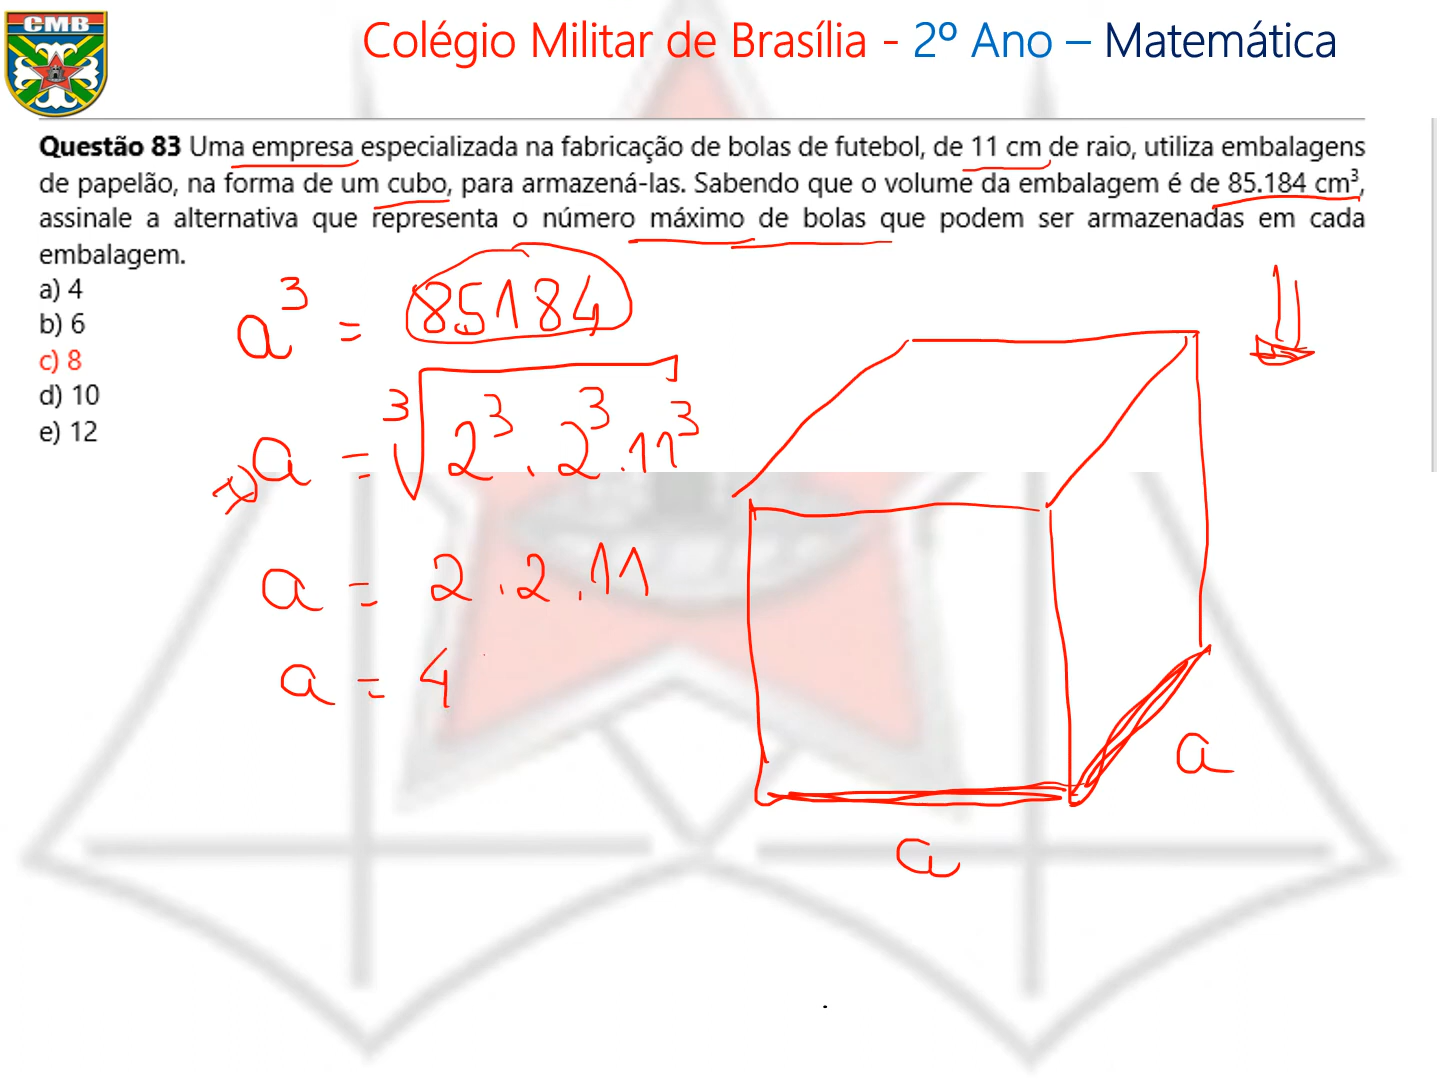 CMB
Colégio Militar de Brasília - 2º Ano – Matemática
Questão 83 Uma empresa especializada na fabricação de bolas de futebol, de 11 cm de raio, utiliza embalagens
de papelão, na forma de um cubo, para armazená-las. Sabendo que o volume da embalagem é de 85.184 cm³,
assinale a alternativa que representa o número máximo de bolas que podem ser armazenadas em cada
embalagem.
a) 4
b) 6
c) 8
d) 10
e) 12
a³ = 85184
a = ∛2³.2³.11³
a = 2.2.11
a = 4
a
a